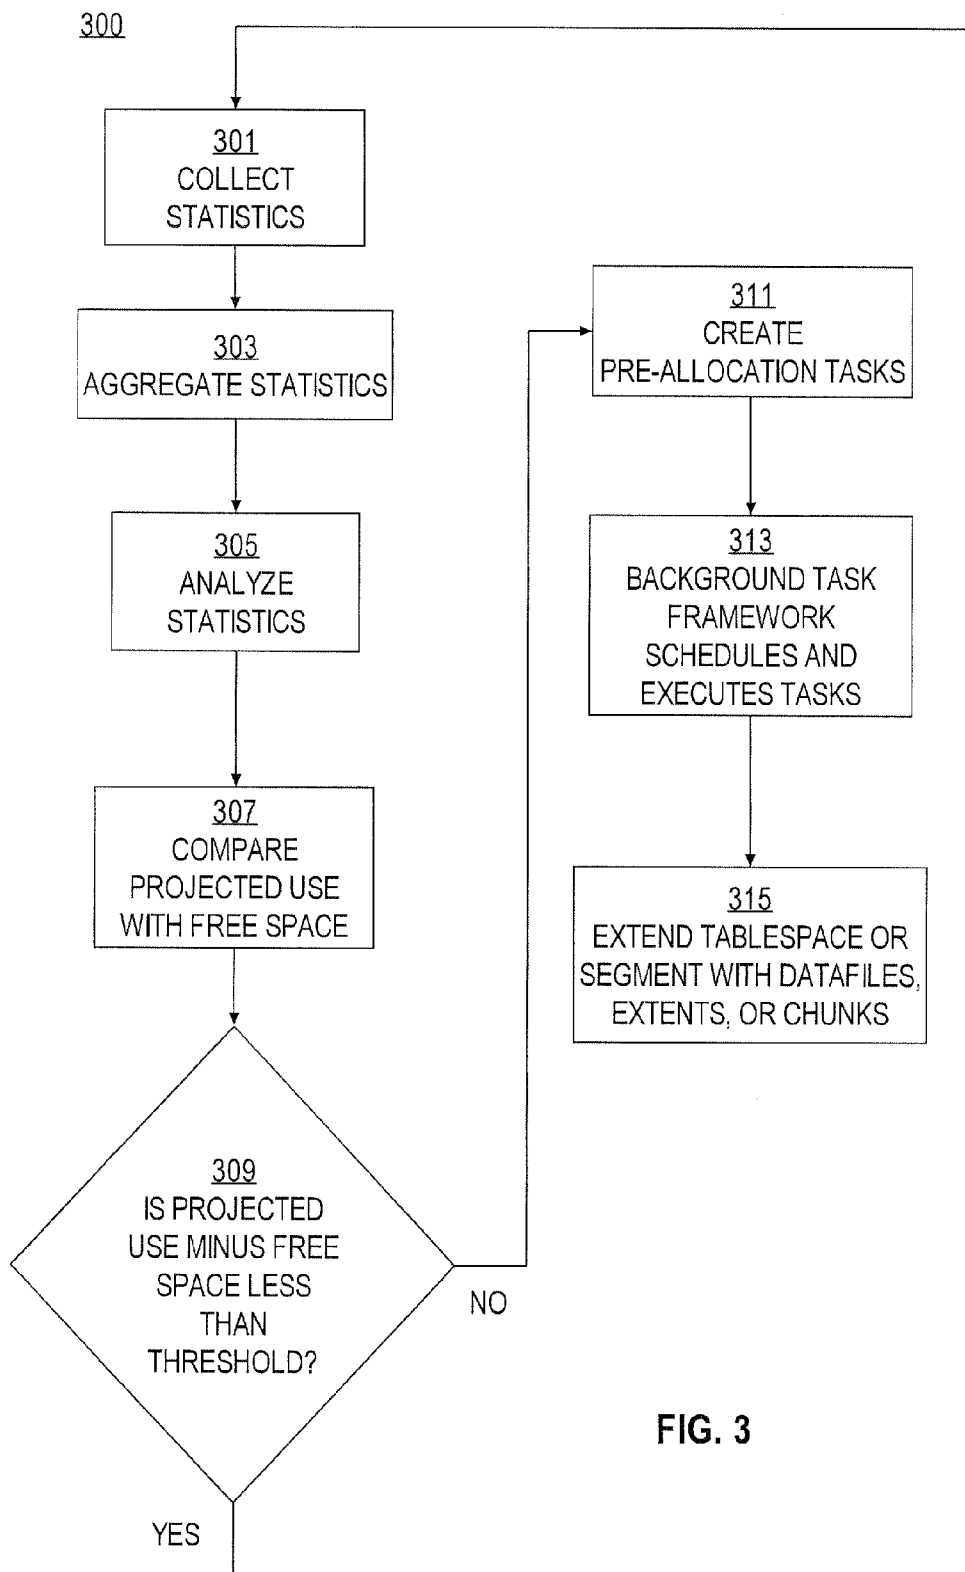 300
301
COLLECT
STATISTICS
303
AGGREGATE STATISTICS
305
ANALYZE
STATISTICS
307
COMPARE
PROJECTED USE
WITH FREE SPACE
309
IS PROJECTED
USE MINUS FREE
SPACE LESS
THAN
THRESHOLD?
NO
YES
311
CREATE
PRE-ALLOCATION TASKS
313
BACKGROUND TASK
FRAMEWORK
SCHEDULES AND
EXECUTES TASKS
315
EXTEND TABLESPACE OR
SEGMENT WITH DATAFILES,
EXTENTS, OR CHUNKS
FIG. 3